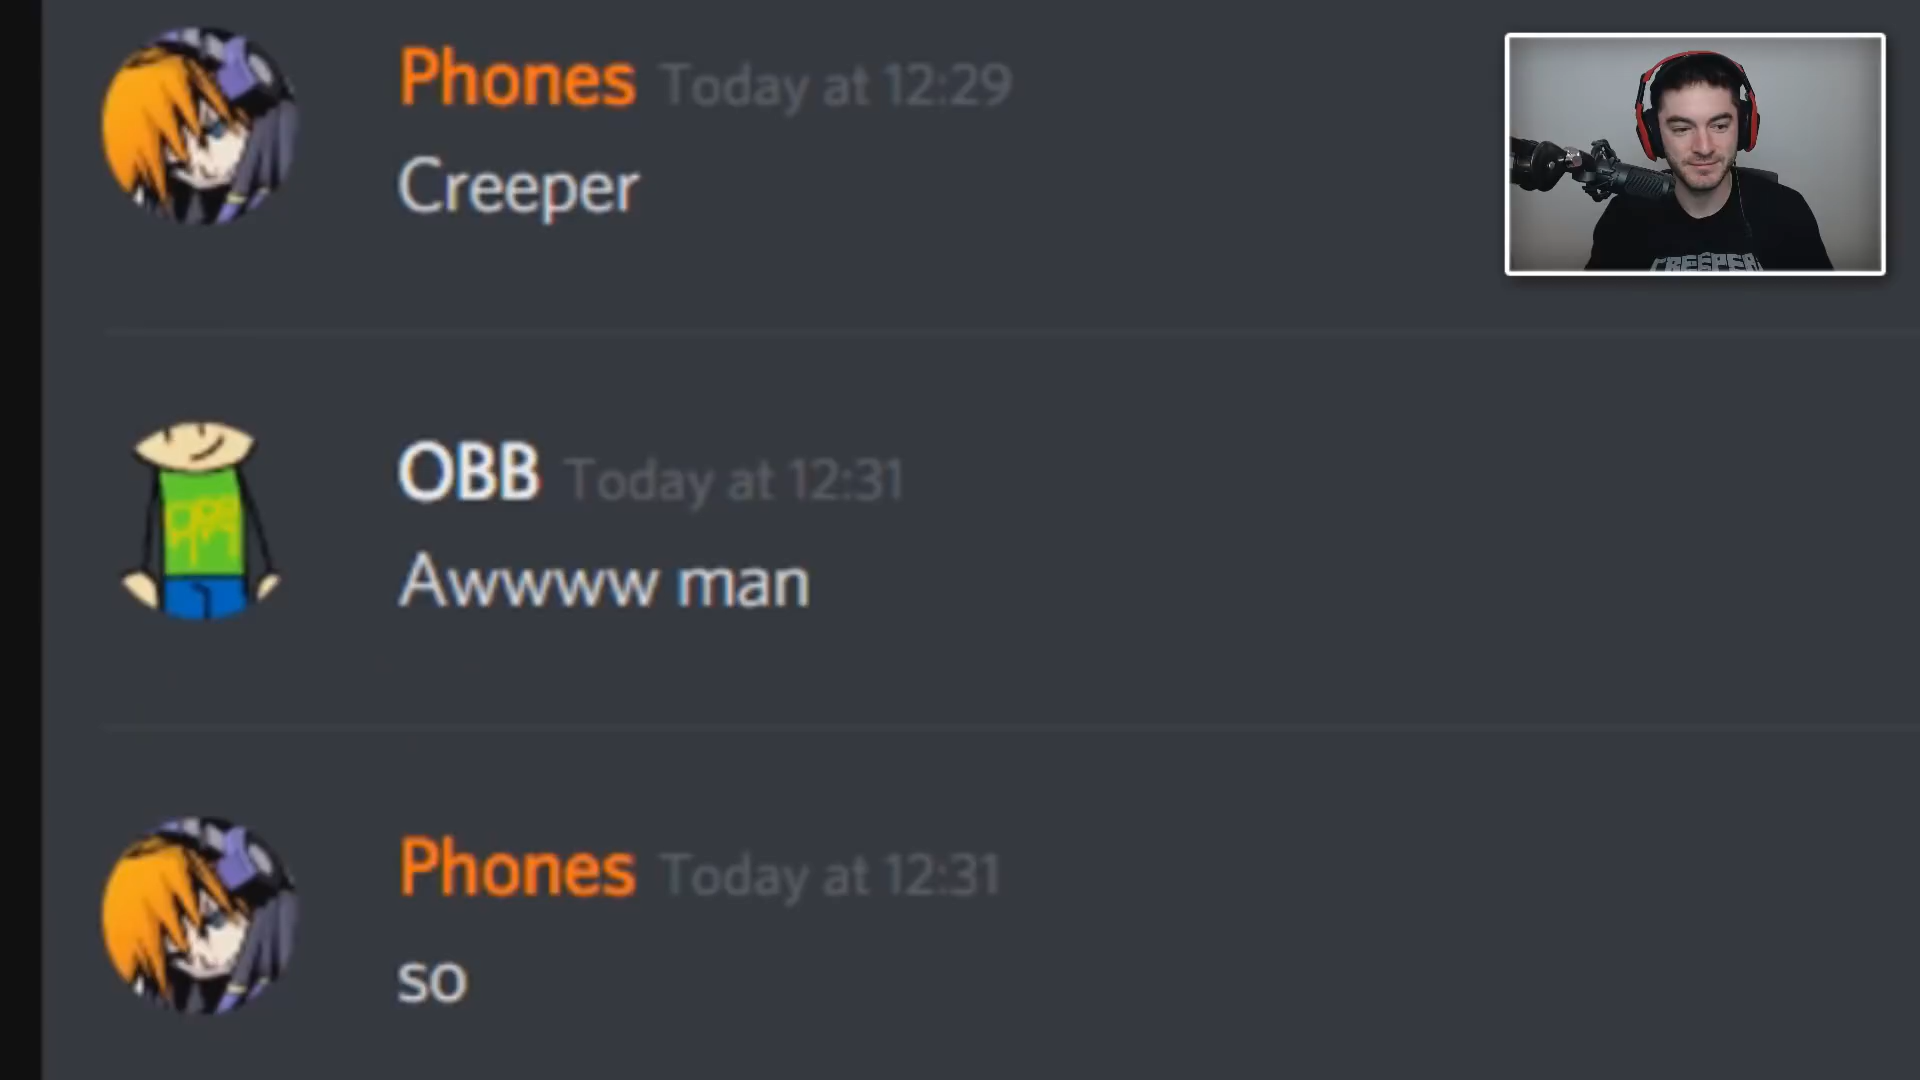 Phones Today at 12:29
Creeper
CREEPER
OBB Today at 12:31
Awwww man
Phones Today at 12:31
so